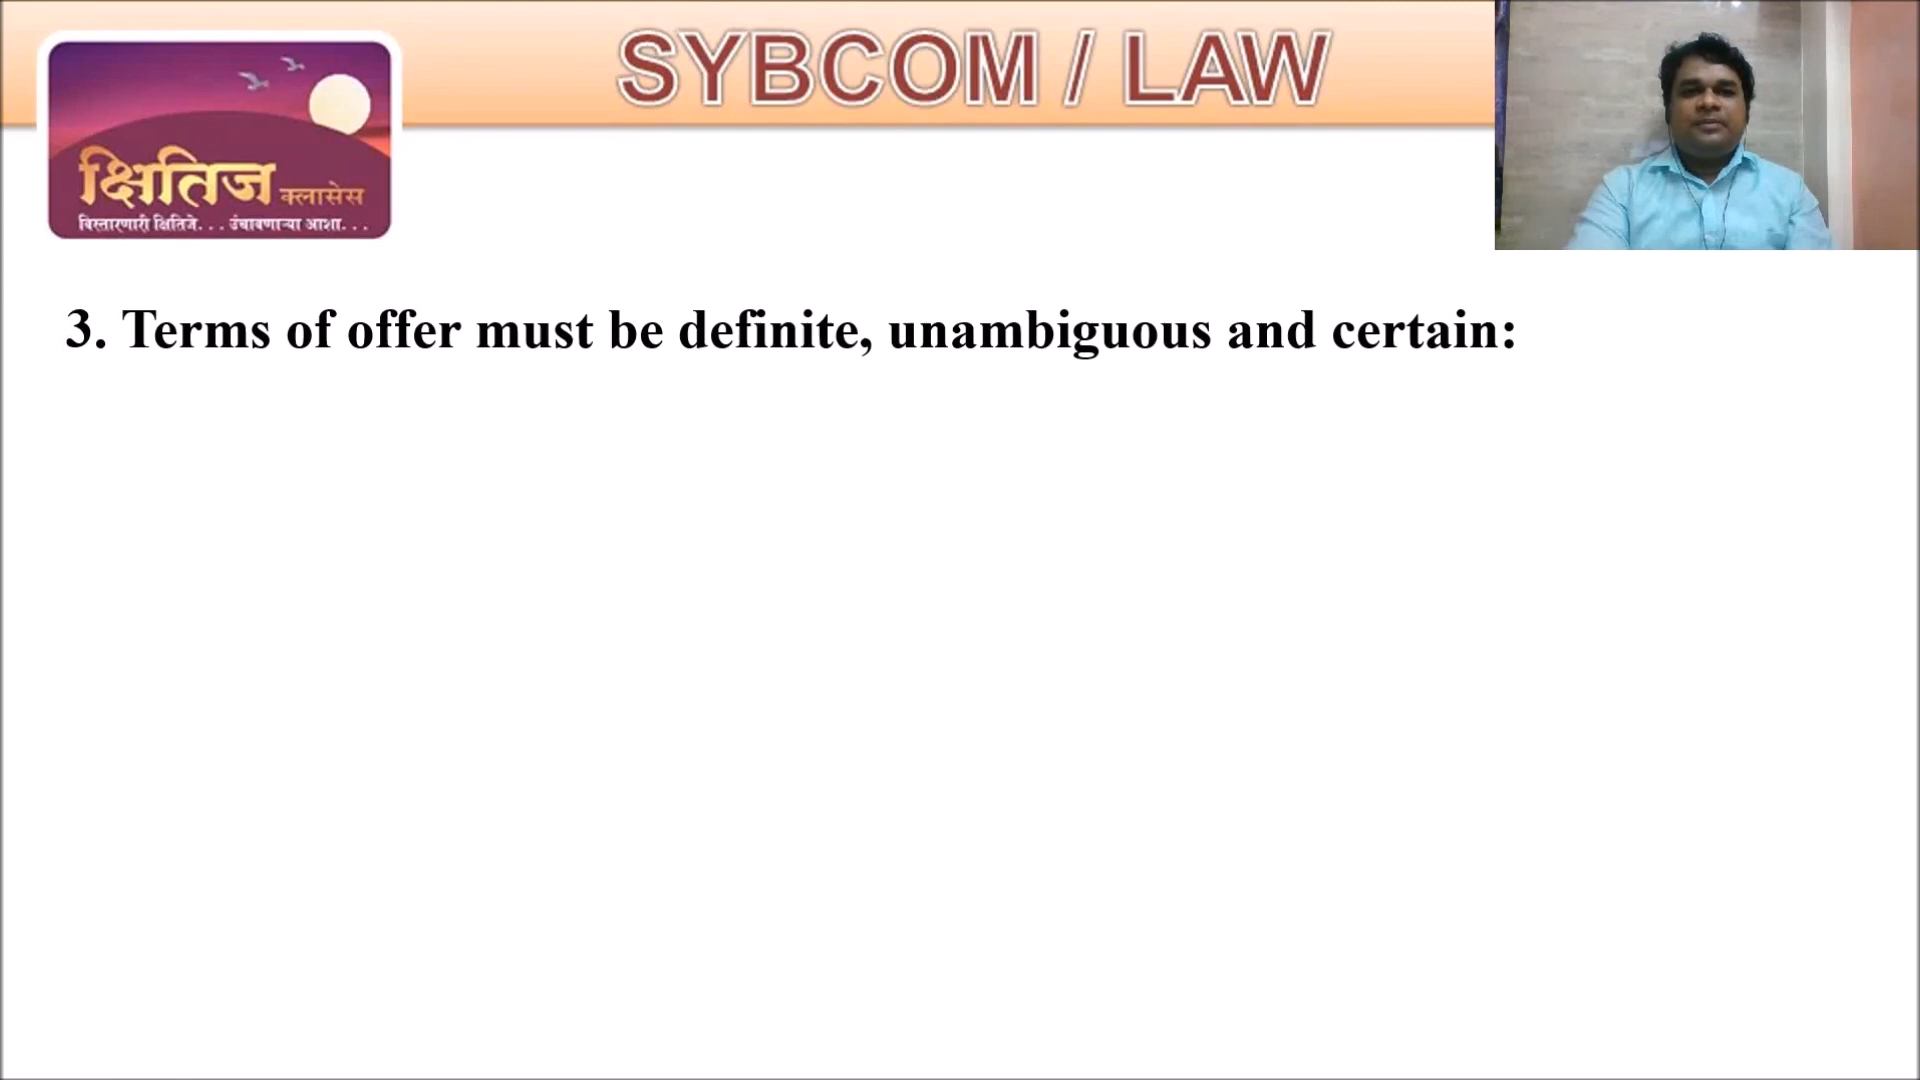 SYBCOM / LAW
क्षितिज क्लासेस
विस्तारणारी क्षितिजे. . . उंचावणाऱ्या आशा. . .
3. Terms of offer must be definite, unambiguous and certain: